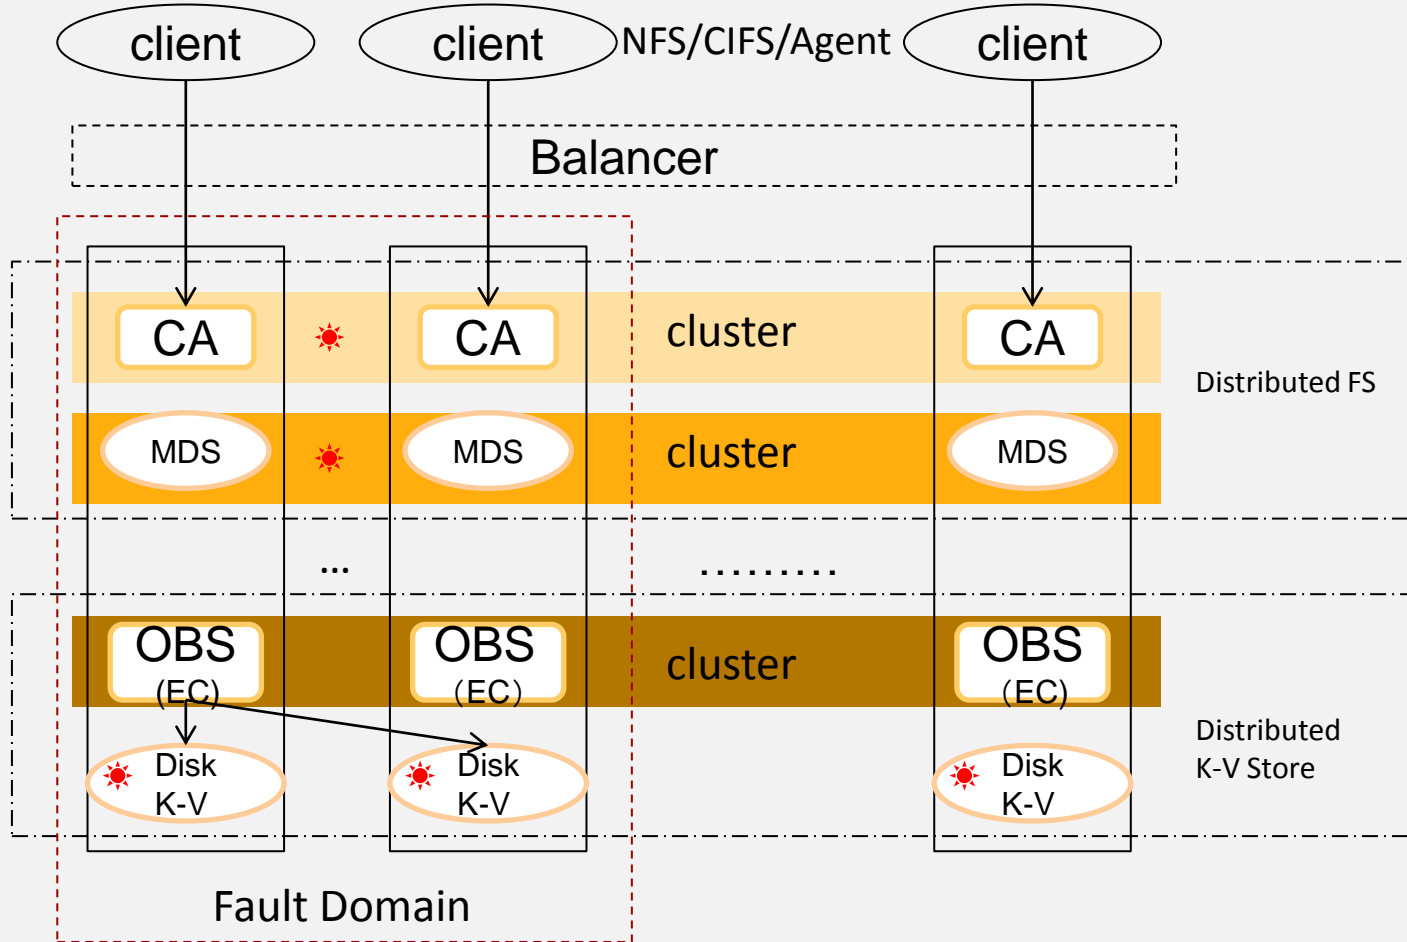 client
client
NFS/CIFS/Agent
client
Balancer
CA
CA
cluster
CA
Distributed FS
MDS
MDS
cluster
MDS
...
.........
OBS
(EC)
OBS
（EC）
cluster
OBS
（EC)
Disk
K-V
Disk
K-V
Disk
K-V
Distributed
K-V Store
Fault Domain